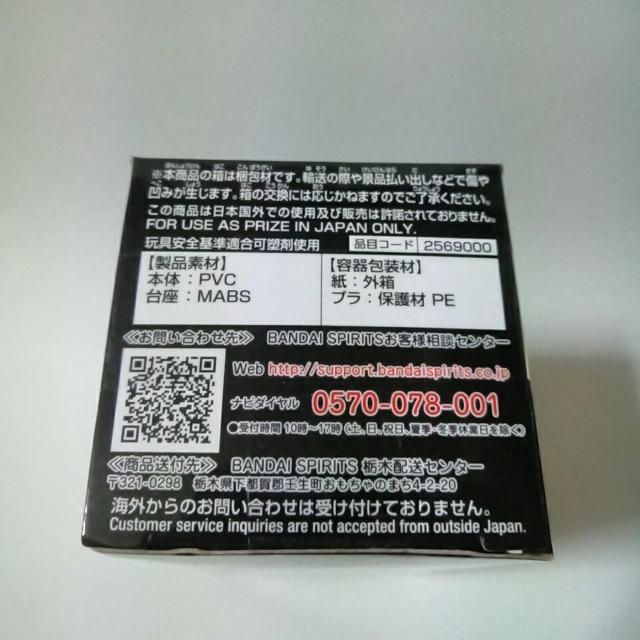 ※本商品の箱は梱包材です。輸送の際や景品払い出しなどで傷や
凹みが生じます。箱の交換には応じかねますのでご了承ください。
この商品は日本国外での使用及び販売は許諾されておりません。
FOR USE AS PRIZE IN JAPAN ONLY.
玩具安全基準適合可塑剤使用 品目コード 2569000
【製品素材】 【容器包装材】
本体：PVC 紙：外箱
台座：MABS プラ：保護材 PE
≪お問い合わせ先≫ BANDAI SPIRITSお客様相談センター
Web http://support.bandaispirits.co.jp
ナビダイヤル 0570-078-001
●受付時間 10時～17時（土、日、祝日、夏季・冬季休業日を除く）
≪商品送付先≫ BANDAI SPIRITS 栃木配送センター
〒321-0298 栃木県下都賀郡壬生町おもちゃのまち4-2-20
海外からのお問い合わせは受け付けておりません。
Customer service inquiries are not accepted from outside Japan.